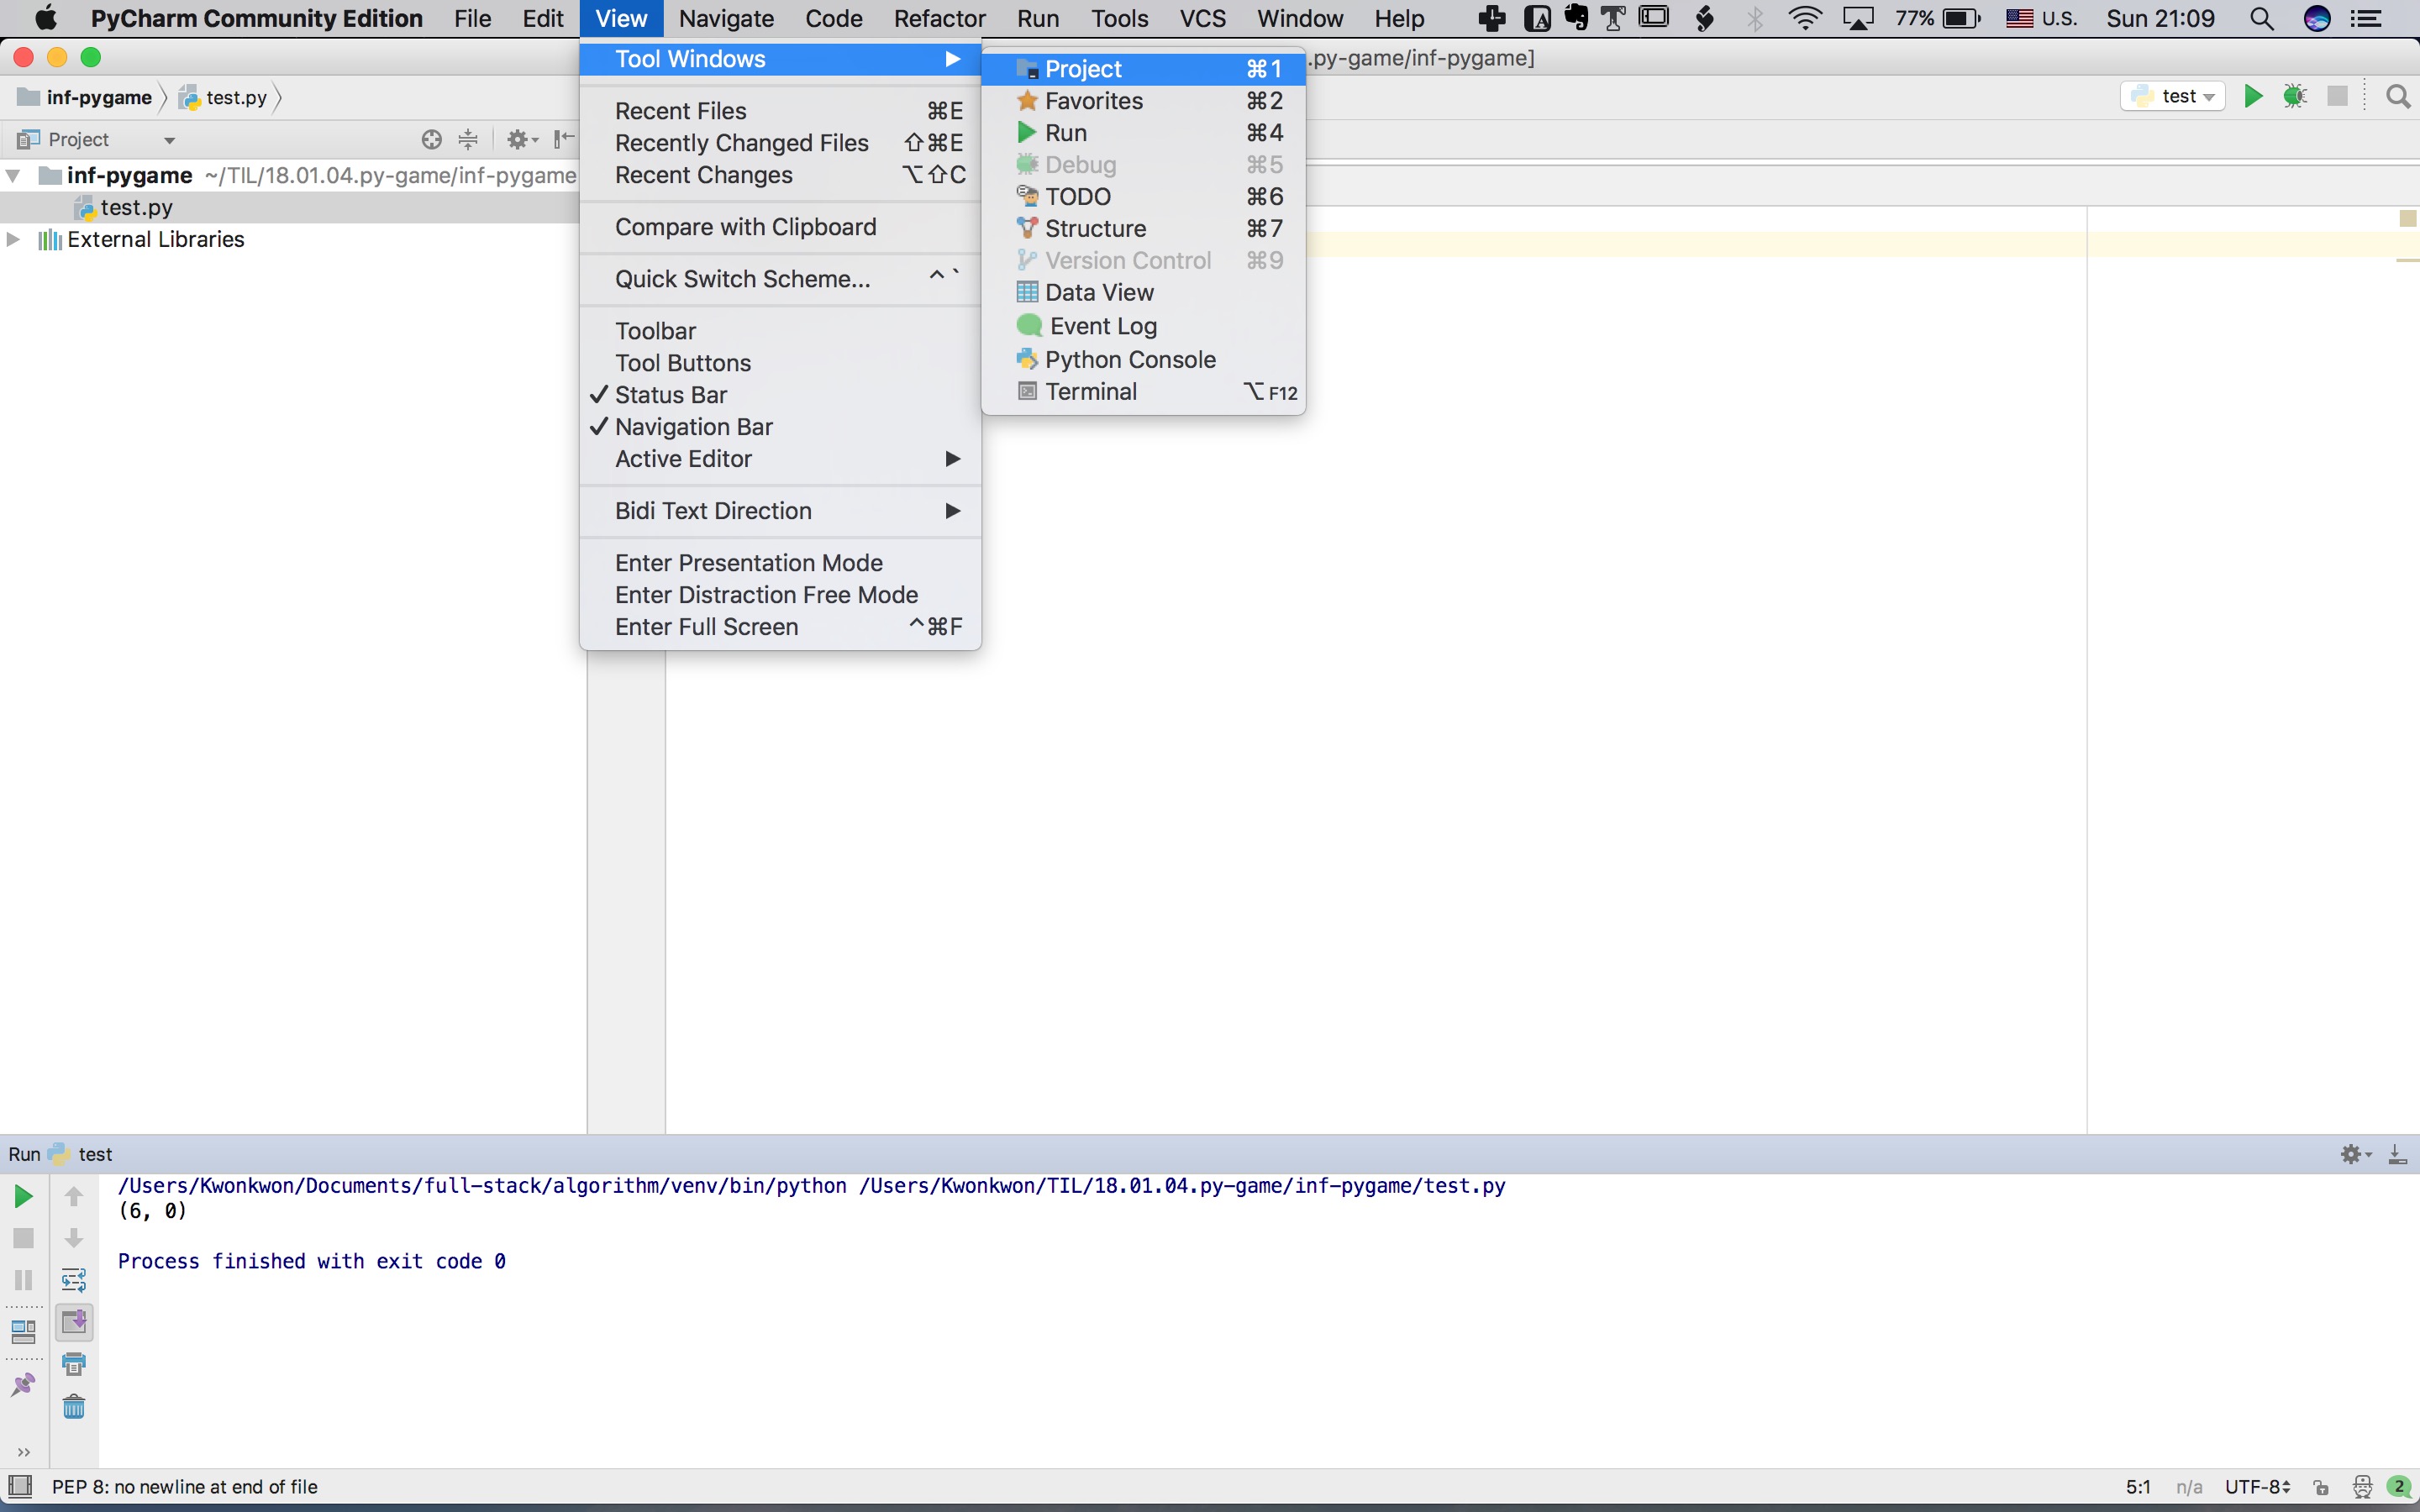 PyCharm Community Edition File Edit View Navigate Code Refactor Run Tools VCS Window Help 77% U.S. Sun 21:09
.py-game/inf-pygame]
inf-pygame test.py
test
Project
inf-pygame ~/TIL/18.01.04.py-game/inf-pygame
test.py
External Libraries
Tool Windows
Recent Files ⌘E
Recently Changed Files ⇧⌘E
Recent Changes ⌥⇧C
Compare with Clipboard
Quick Switch Scheme... ^`
Toolbar
Tool Buttons
✓ Status Bar
✓ Navigation Bar
Active Editor
Bidi Text Direction
Enter Presentation Mode
Enter Distraction Free Mode
Enter Full Screen ^⌘F
Project ⌘1
Favorites ⌘2
Run ⌘4
Debug ⌘5
TODO ⌘6
Structure ⌘7
Version Control ⌘9
Data View
Event Log
Python Console
Terminal ⌥F12
Run test
/Users/Kwonkwon/Documents/full-stack/algorithm/venv/bin/python /Users/Kwonkwon/TIL/18.01.04.py-game/inf-pygame/test.py
(6, 0)
Process finished with exit code 0
PEP 8: no newline at end of file
5:1 n/a UTF-8 2